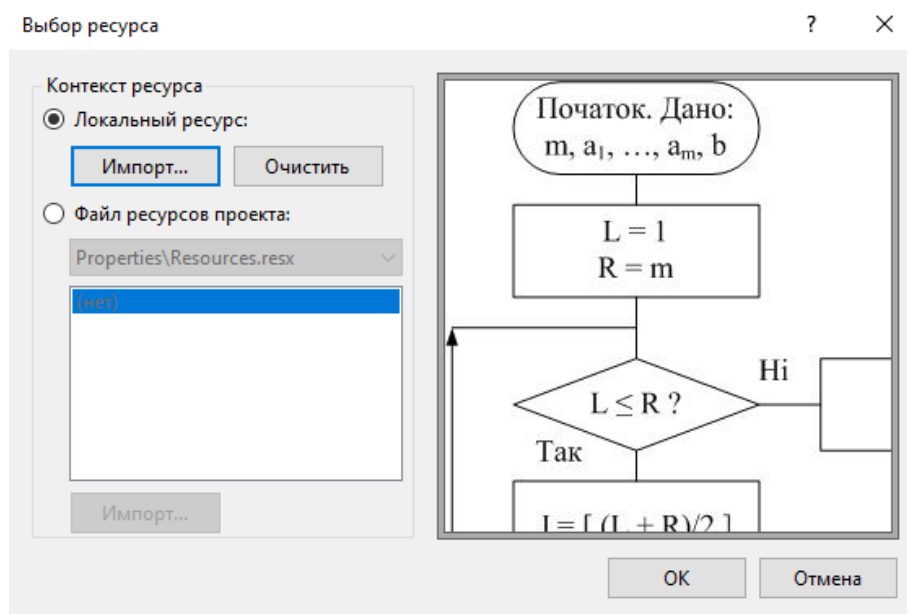 Выбор ресурса
?
Контекст ресурса
Локальный ресурс:
Импорт...
Очистить
Файл ресурсов проекта:
Properties\Resources.resx
(нет)
Импорт...
Початок. Дано:
m, a₁, …, aₘ, b
L = 1
R = m
L ≤ R ?
Ні
Так
I = [ (L + R)/2 ]
OK
Отмена